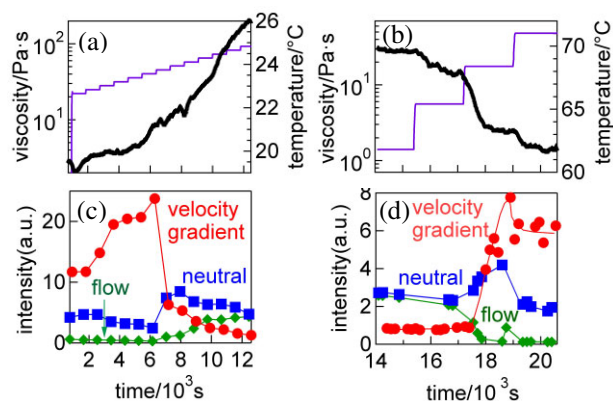 (a)
viscosity/Pa·s
10²
10¹
temperature/°C
26
24
22
20
(b)
viscosity/Pa·s
10¹
10⁰
temperature/°C
70
65
60
(c)
intensity(a.u.)
20
10
0
velocity
gradient
neutral
flow
2 4 6 8 10 12
time/10³s
(d)
intensity(a.u.)
8
6
4
2
0
velocity
gradient
neutral
flow
14 16 18 20
time/10³s